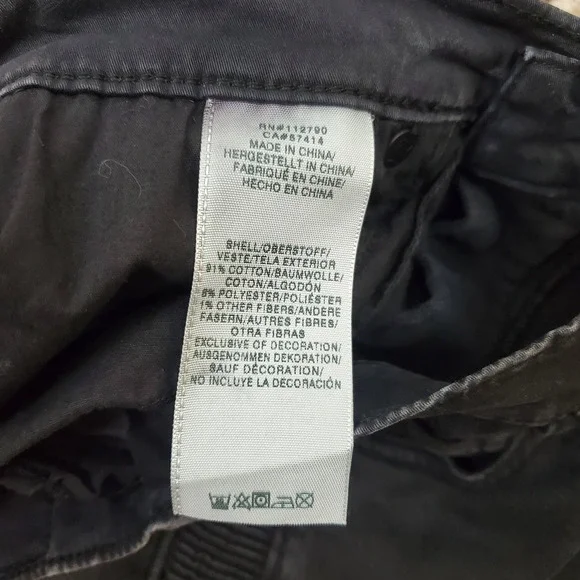 RN#112790
CA#57414
MADE IN CHINA/
HERGESTELLT IN CHINA/
FABRIQUÉ EN CHINE/
HECHO EN CHINA
SHELL/OBERSTOFF/
VESTE/TELA EXTERIOR
91% COTTON/BAUMWOLLE/
COTON/ALGODÓN
8% POLYESTER/POLIÉSTER
1% OTHER FIBERS/ANDERE
FASERN/AUTRES FIBRES/
OTRA FIBRAS
EXCLUSIVE OF DECORATION/
AUSGENOMMEN DEKORATION/
SAUF DÉCORATION/
NO INCLUYE LA DECORACIÓN